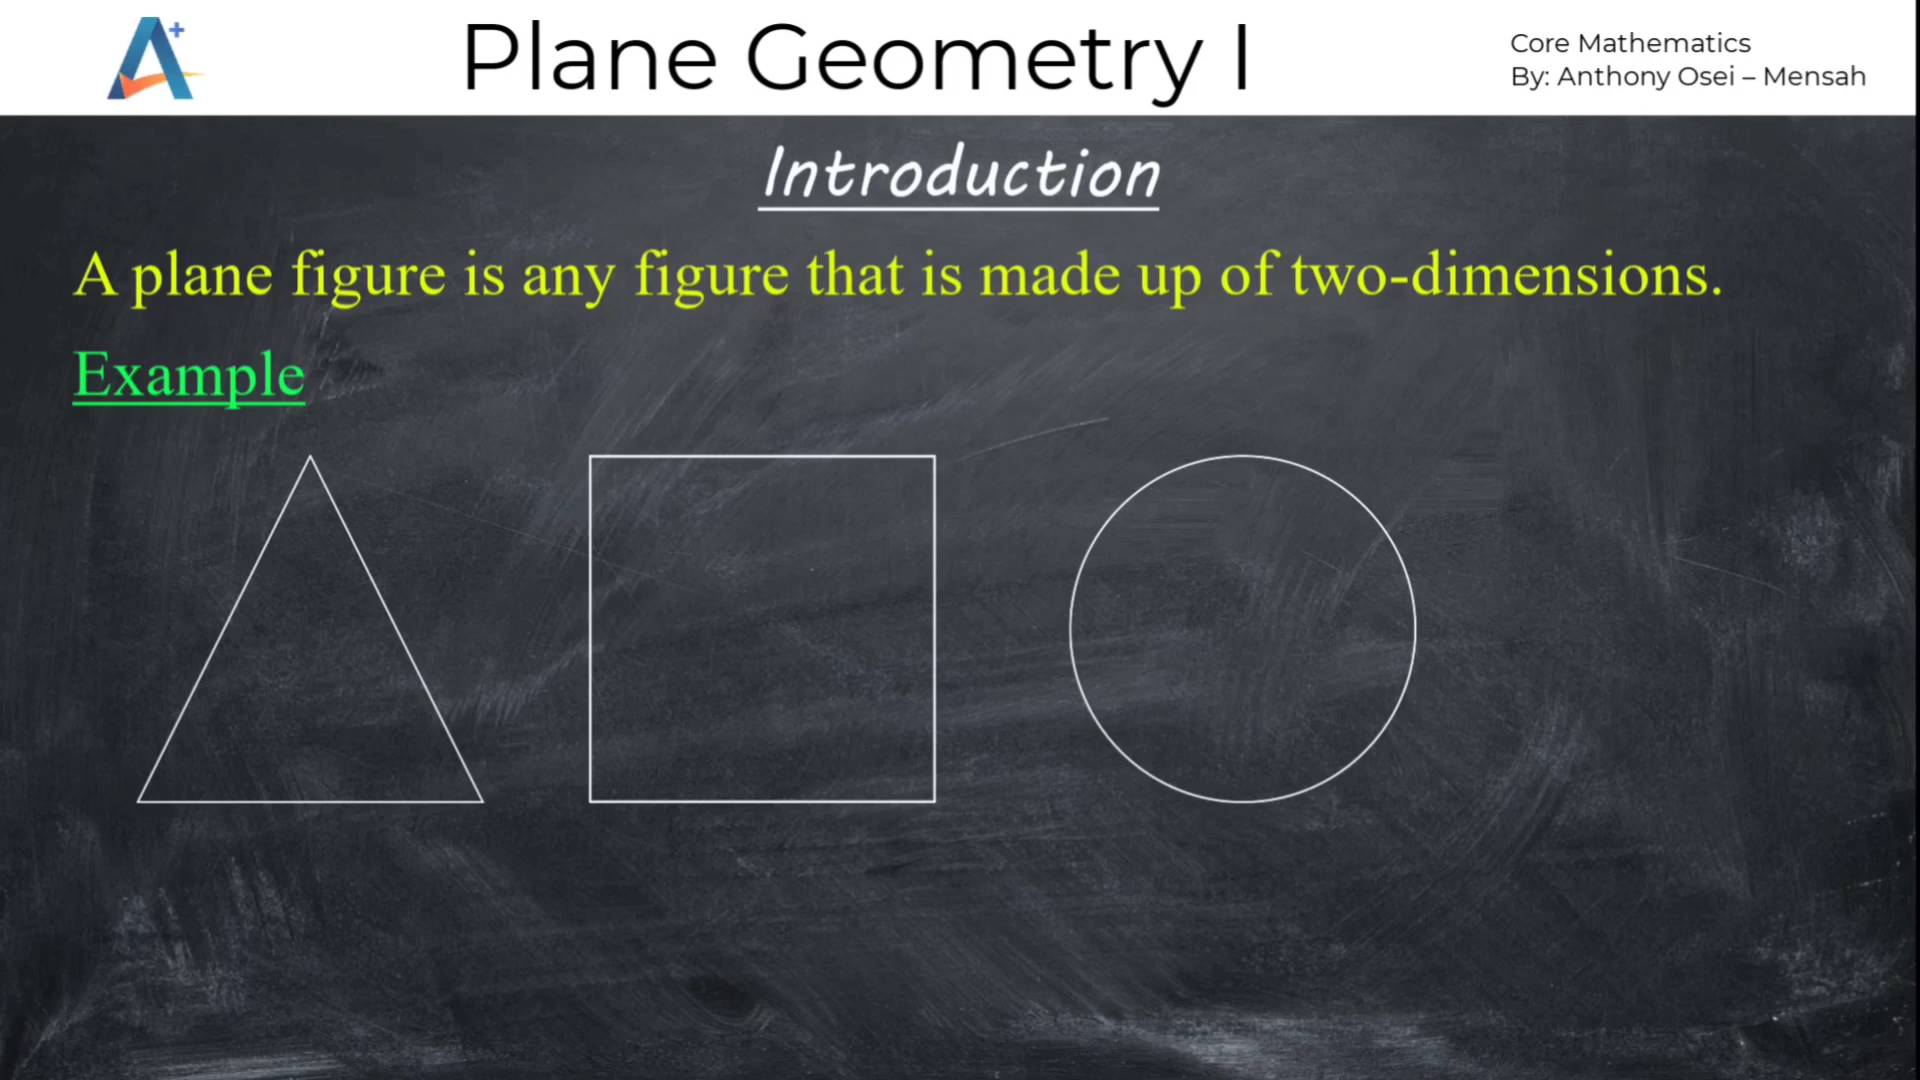 Plane Geometry I
Core Mathematics
By: Anthony Osei – Mensah
Introduction
A plane figure is any figure that is made up of two-dimensions.
Example